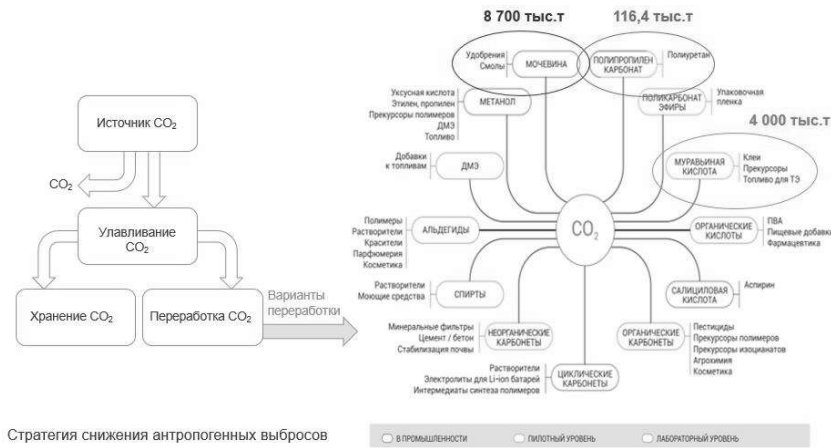 8 700 тыс.т
116,4 тыс.т
Удобрения
Смолы
МОЧЕВИНА
ПОЛИПРОПИЛЕН
КАРБОНАТ
Полиуретан
Уксусная кислота
Этилен, пропилен
Прекурсоры полимеров
ДМЭ
Топливо
МЕТАНОЛ
ПОЛИКАРБОНАТ
ЭФИРЫ
Упаковочная
пленка
4 000 тыс.т
Источник CO₂
CO₂
Улавливание
CO₂
Хранение CO₂
Переработка CO₂
Варианты
переработки
Добавки
к топливам
ДМЭ
МУРАВЬИНАЯ
КИСЛОТА
Клеи
Прекурсоры
Топливо для ТЭ
CO₂
Полимеры
Растворители
Красители
Парфюмерия
Косметика
АЛЬДЕГИДЫ
ОРГАНИЧЕСКИЕ
КИСЛОТЫ
ПВА
Пищевые добавки
Фармацевтика
Растворители
Моющие средства
СПИРТЫ
САЛИЦИЛОВАЯ
КИСЛОТА
Аспирин
Минеральные фильтры
Цемент / бетон
Стабилизация почвы
НЕОРГАНИЧЕСКИЕ
КАРБОНЕТЫ
ОРГАНИЧЕСКИЕ
КАРБОНЕТЫ
Пестициды
Прекурсоры полимеров
Прекурсоры изоцианатов
Агрохимия
Косметика
Растворители
Электролиты для Li-ion батарей
Интермедиаты синтеза полимеров
ЦИКЛИЧЕСКИЕ
КАРБОНЕТЫ
Стратегия снижения антропогенных выбросов
В ПРОМЫШЛЕННОСТИ
ПИЛОТНЫЙ УРОВЕНЬ
ЛАБОРАТОРНЫЙ УРОВЕНЬ